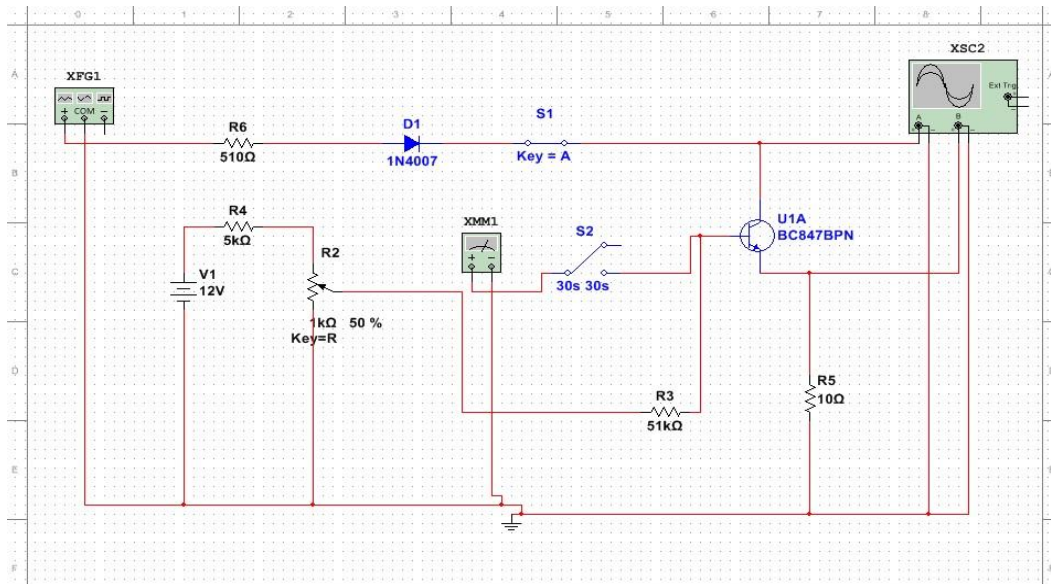 0 1 2 3 4 5 6 7 8
A
B
C
D
E
F
XFG1
+ COM −
R6
510Ω
D1
1N4007
S1
Key = A
XSC2
Ext Trig
A
B
R4
5kΩ
R2
1kΩ 50 %
Key=R
V1
12V
XMM1
+ −
S2
30s 30s
U1A
BC847BPN
R3
51kΩ
R5
10Ω